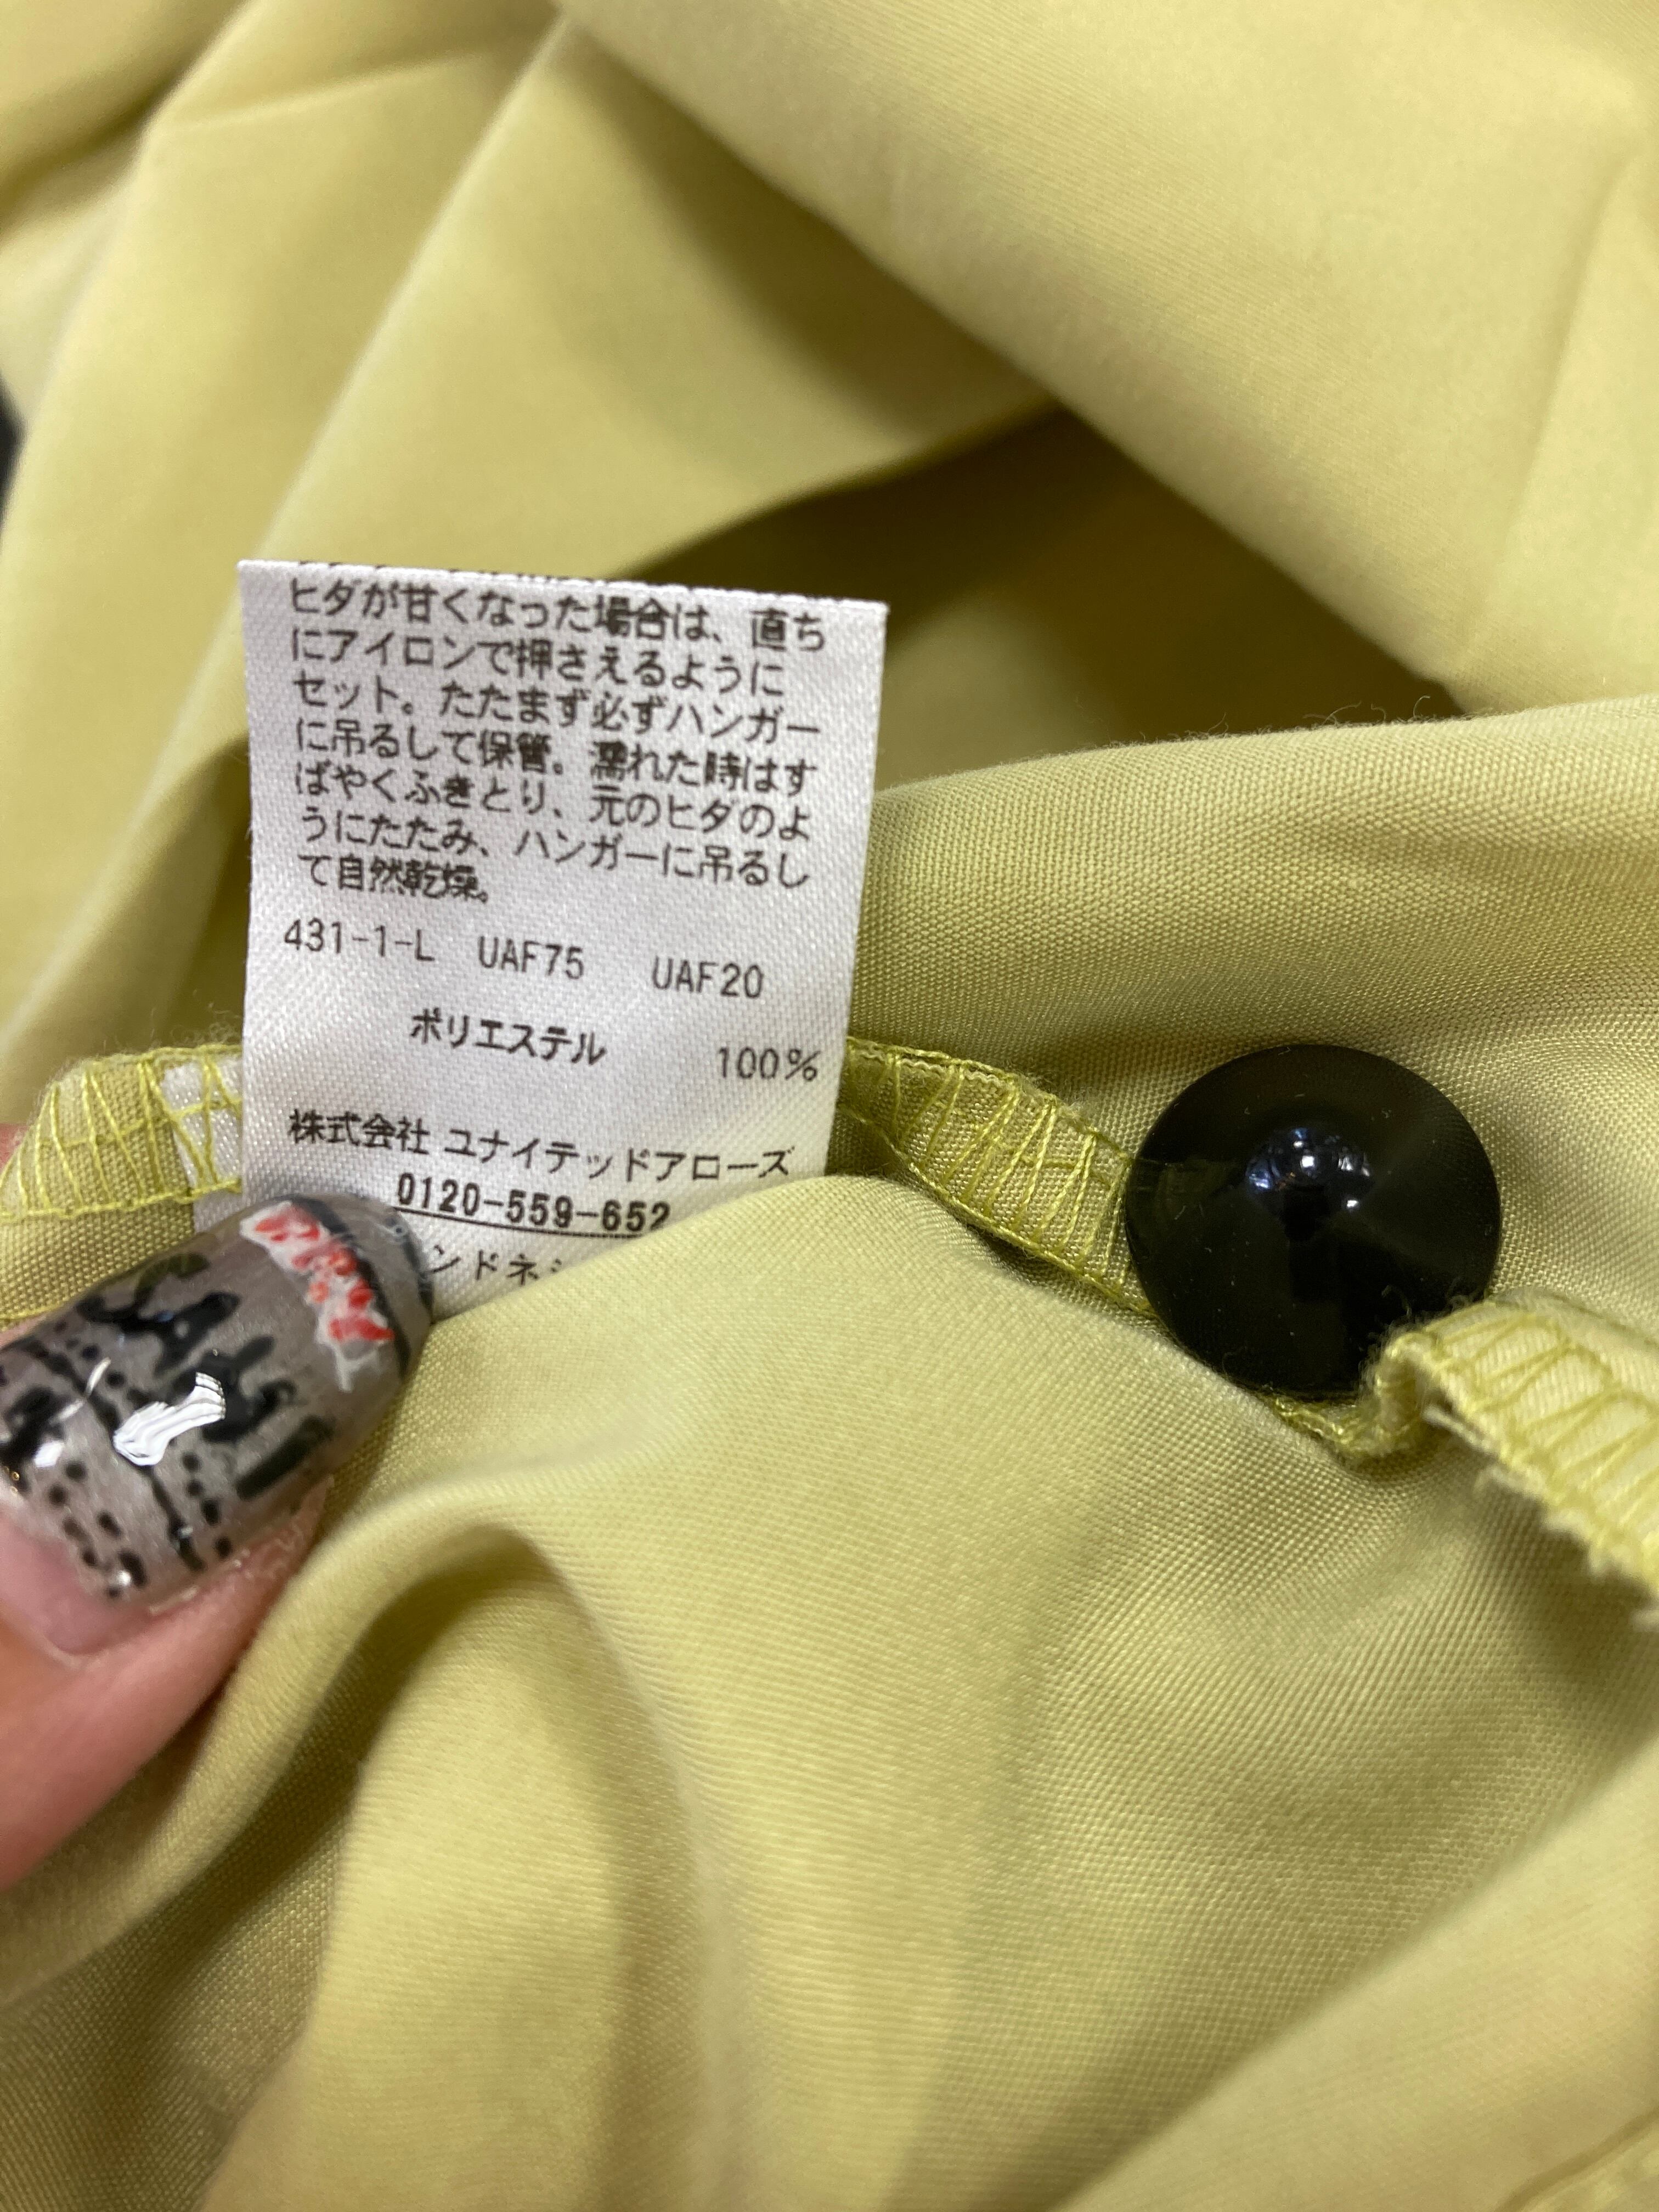 ヒダが甘くなった場合は、直ち
にアイロンで押さえるように
セット。たたまず必ずハンガー
に吊るして保管。濡れた時はす
ばやくふきとり、元のヒダのよ
うにたたみ、ハンガーに吊るし
て自然乾燥。
431-1-L UAF75 UAF20
ポリエステル 100%
株式会社 ユナイテッドアローズ
0120-559-652
ンドネシ